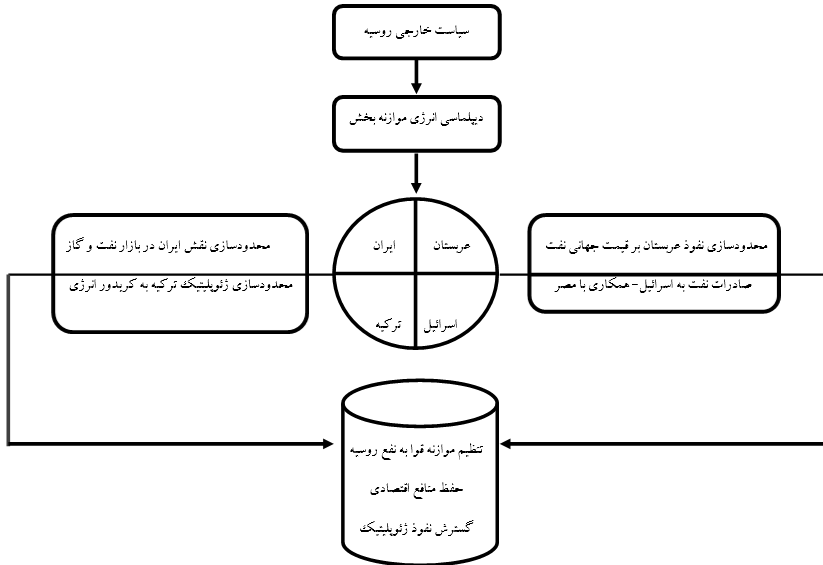 سیاست خارجی روسیه
دیپلماسی انرژی موازنه بخش
محدودسازی نفوذ عربستان بر قیمت جهانی نفت
صادرات نفت به اسرائیل- همکاری با مصر
عربستان
ایران
اسرائیل
ترکیه
محدودسازی نقش ایران در بازار نفت و گاز
محدودسازی ژئوپلیتیک ترکیه به کریدور انرژی
تنظیم موازنه قوا به نفع روسیه
حفظ منافع اقتصادی
گسترش نفوذ ژئوپلیتیک